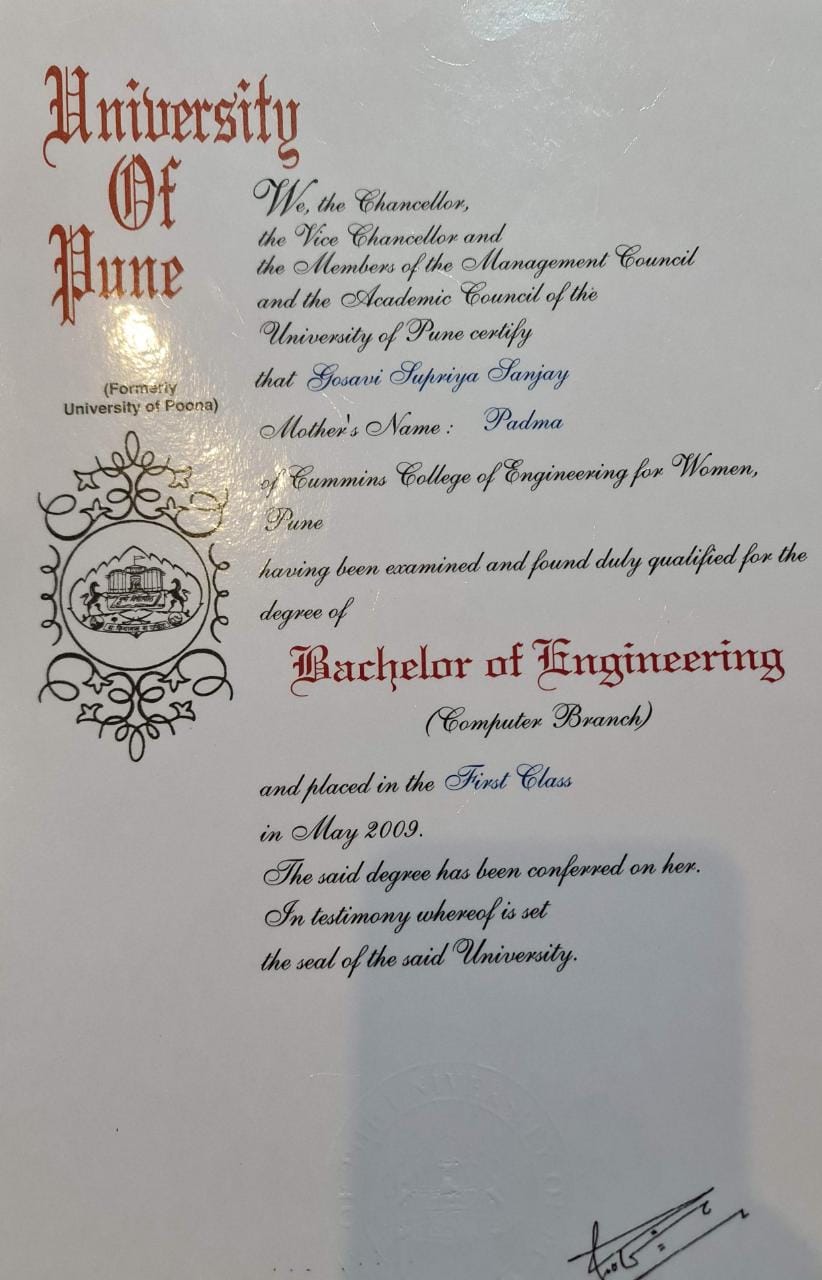 University
Of
Pune
(Formerly
University of Poona)
We, the Chancellor,
the Vice Chancellor and
the Members of the Management Council
and the Academic Council of the
University of Pune certify
that Gosavi Supriya Sanjay
Mother's Name : Padma
of Cummins College of Engineering for Women,
Pune
having been examined and found duly qualified for the
degree of
Bachelor of Engineering
(Computer Branch)
and placed in the First Class
in May 2009.
The said degree has been conferred on her.
In testimony whereof is set
the seal of the said University.